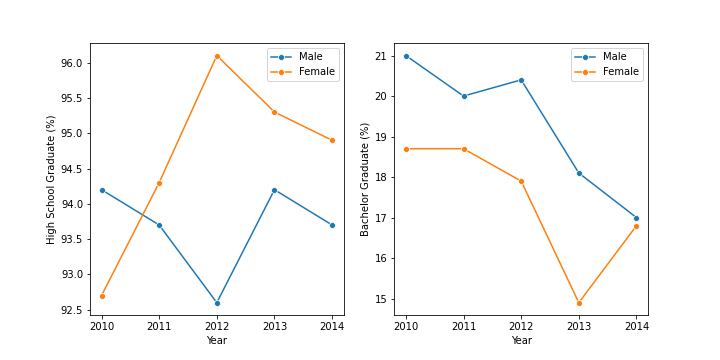 Male
Female
96.0
95.5
95.0
94.5
94.0
93.5
93.0
92.5
High School Graduate (%)
2010 2011 2012 2013 2014
Year
Male
Female
21
20
19
18
17
16
15
Bachelor Graduate (%)
2010 2011 2012 2013 2014
Year